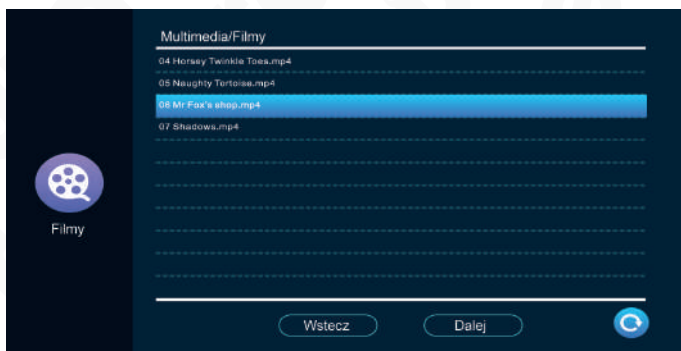 Multimedia/Filmy
04 Horsey Twinkle Toes.mp4
05 Naughty Tortoise.mp4
06 Mr Fox's shop.mp4
07 Shadows.mp4
Filmy
Wstecz
Dalej